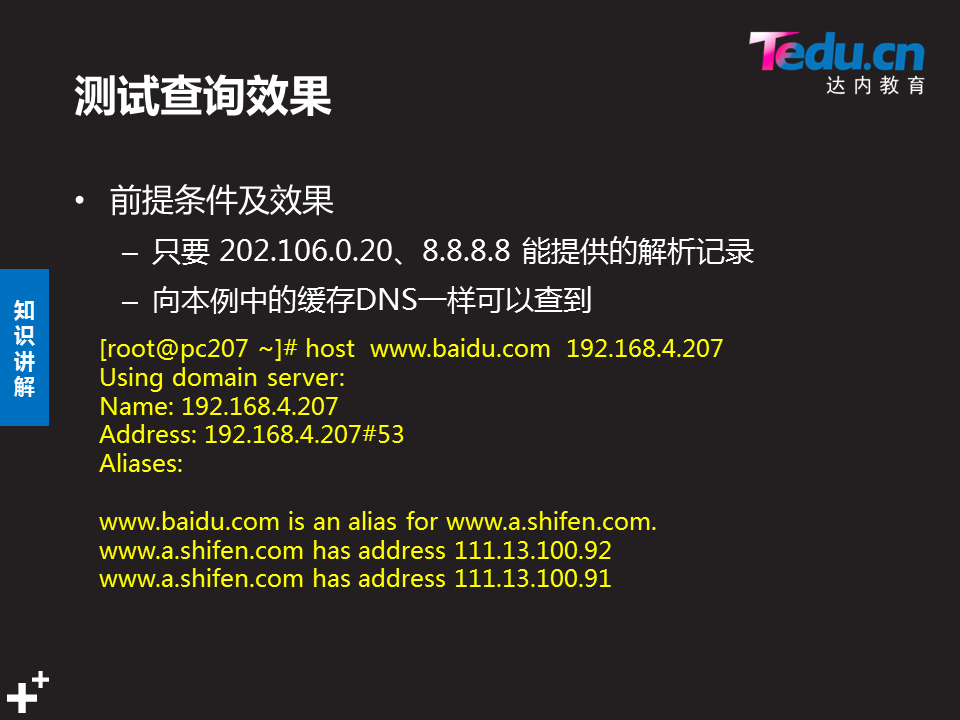 Tedu.cn
达内教育
测试查询效果
• 前提条件及效果
– 只要 202.106.0.20、8.8.8.8 能提供的解析记录
– 向本例中的缓存DNS一样可以查到
知识讲解
[root@pc207 ~]# host  www.baidu.com  192.168.4.207
Using domain server:
Name: 192.168.4.207
Address: 192.168.4.207#53
Aliases:
www.baidu.com is an alias for www.a.shifen.com.
www.a.shifen.com has address 111.13.100.92
www.a.shifen.com has address 111.13.100.91